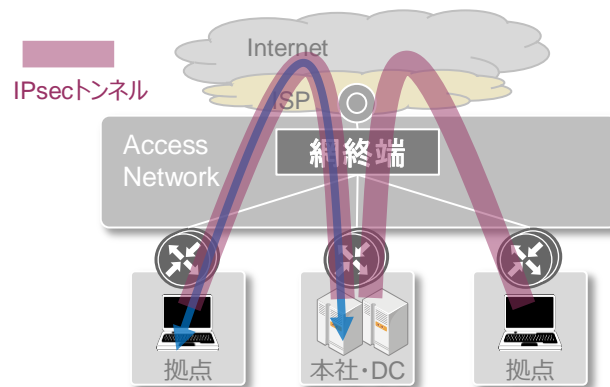 Internet
IPsecトンネル
ISP
Access
Network
網終端
拠点
本社・DC
拠点